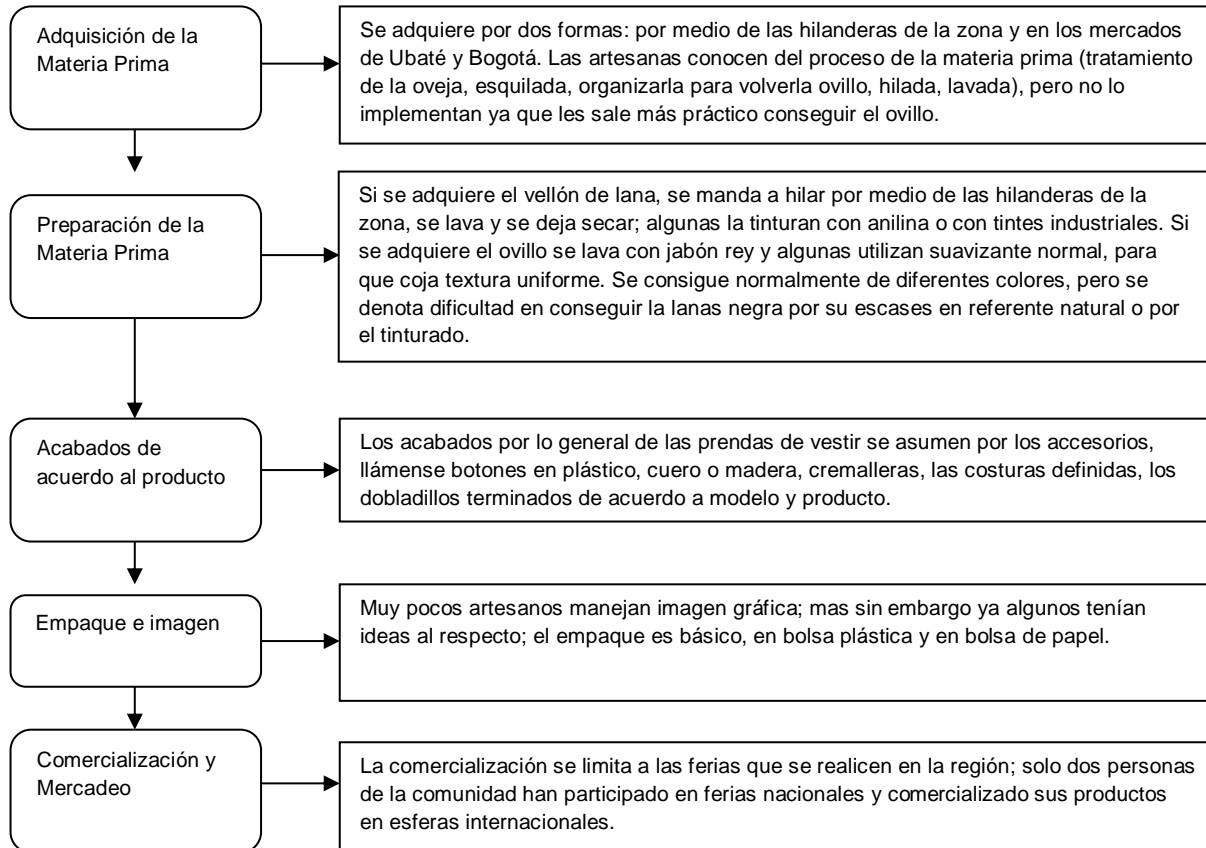 Adquisición de la
Materia Prima
Se adquiere por dos formas: por medio de las hilanderas de la zona y en los mercados
de Ubaté y Bogotá. Las artesanas conocen del proceso de la materia prima (tratamiento
de la oveja, esquilada, organizarla para volverla ovillo, hilada, lavada), pero no lo
implementan ya que les sale más práctico conseguir el ovillo.
Preparación de la
Materia Prima
Si se adquiere el vellón de lana, se manda a hilar por medio de las hilanderas de la
zona, se lava y se deja secar; algunas la tinturan con anilina o con tintes industriales. Si
se adquiere el ovillo se lava con jabón rey y algunas utilizan suavizante normal, para
que coja textura uniforme. Se consigue normalmente de diferentes colores, pero se
denota dificultad en conseguir la lanas negra por su escases en referente natural o por
el tinturado.
Acabados de
acuerdo al producto
Los acabados por lo general de las prendas de vestir se asumen por los accesorios,
llámense botones en plástico, cuero o madera, cremalleras, las costuras definidas, los
dobladillos terminados de acuerdo a modelo y producto.
Empaque e imagen
Muy pocos artesanos manejan imagen gráfica; mas sin embargo ya algunos tenían
ideas al respecto; el empaque es básico, en bolsa plástica y en bolsa de papel.
Comercialización y
Mercadeo
La comercialización se limita a las ferias que se realicen en la región; solo dos personas
de la comunidad han participado en ferias nacionales y comercializado sus productos
en esferas internacionales.